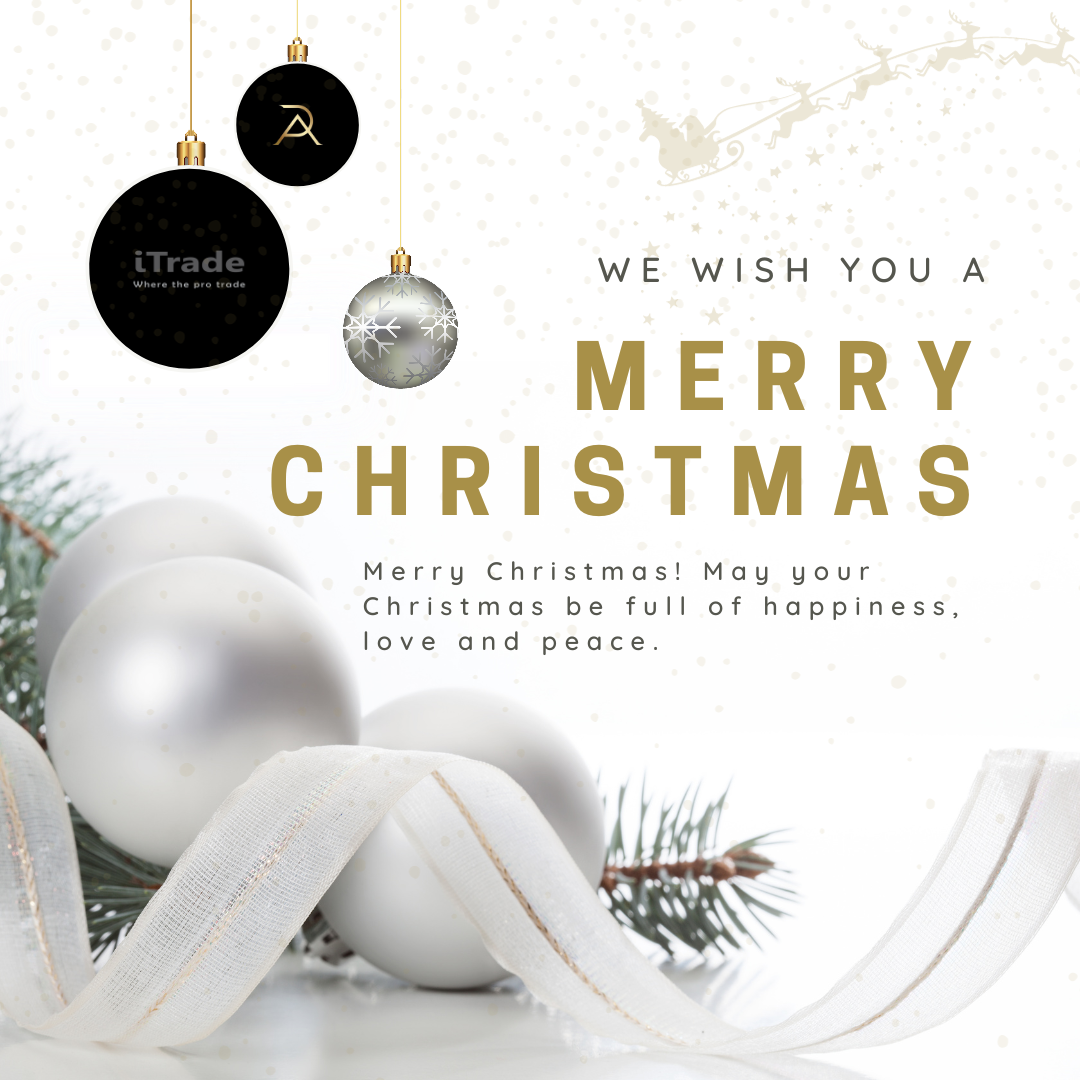 iTrade
Where the pro trade
WE WISH YOU A
MERRY
CHRISTMAS
Merry Christmas! May your
Christmas be full of happiness,
love and peace.